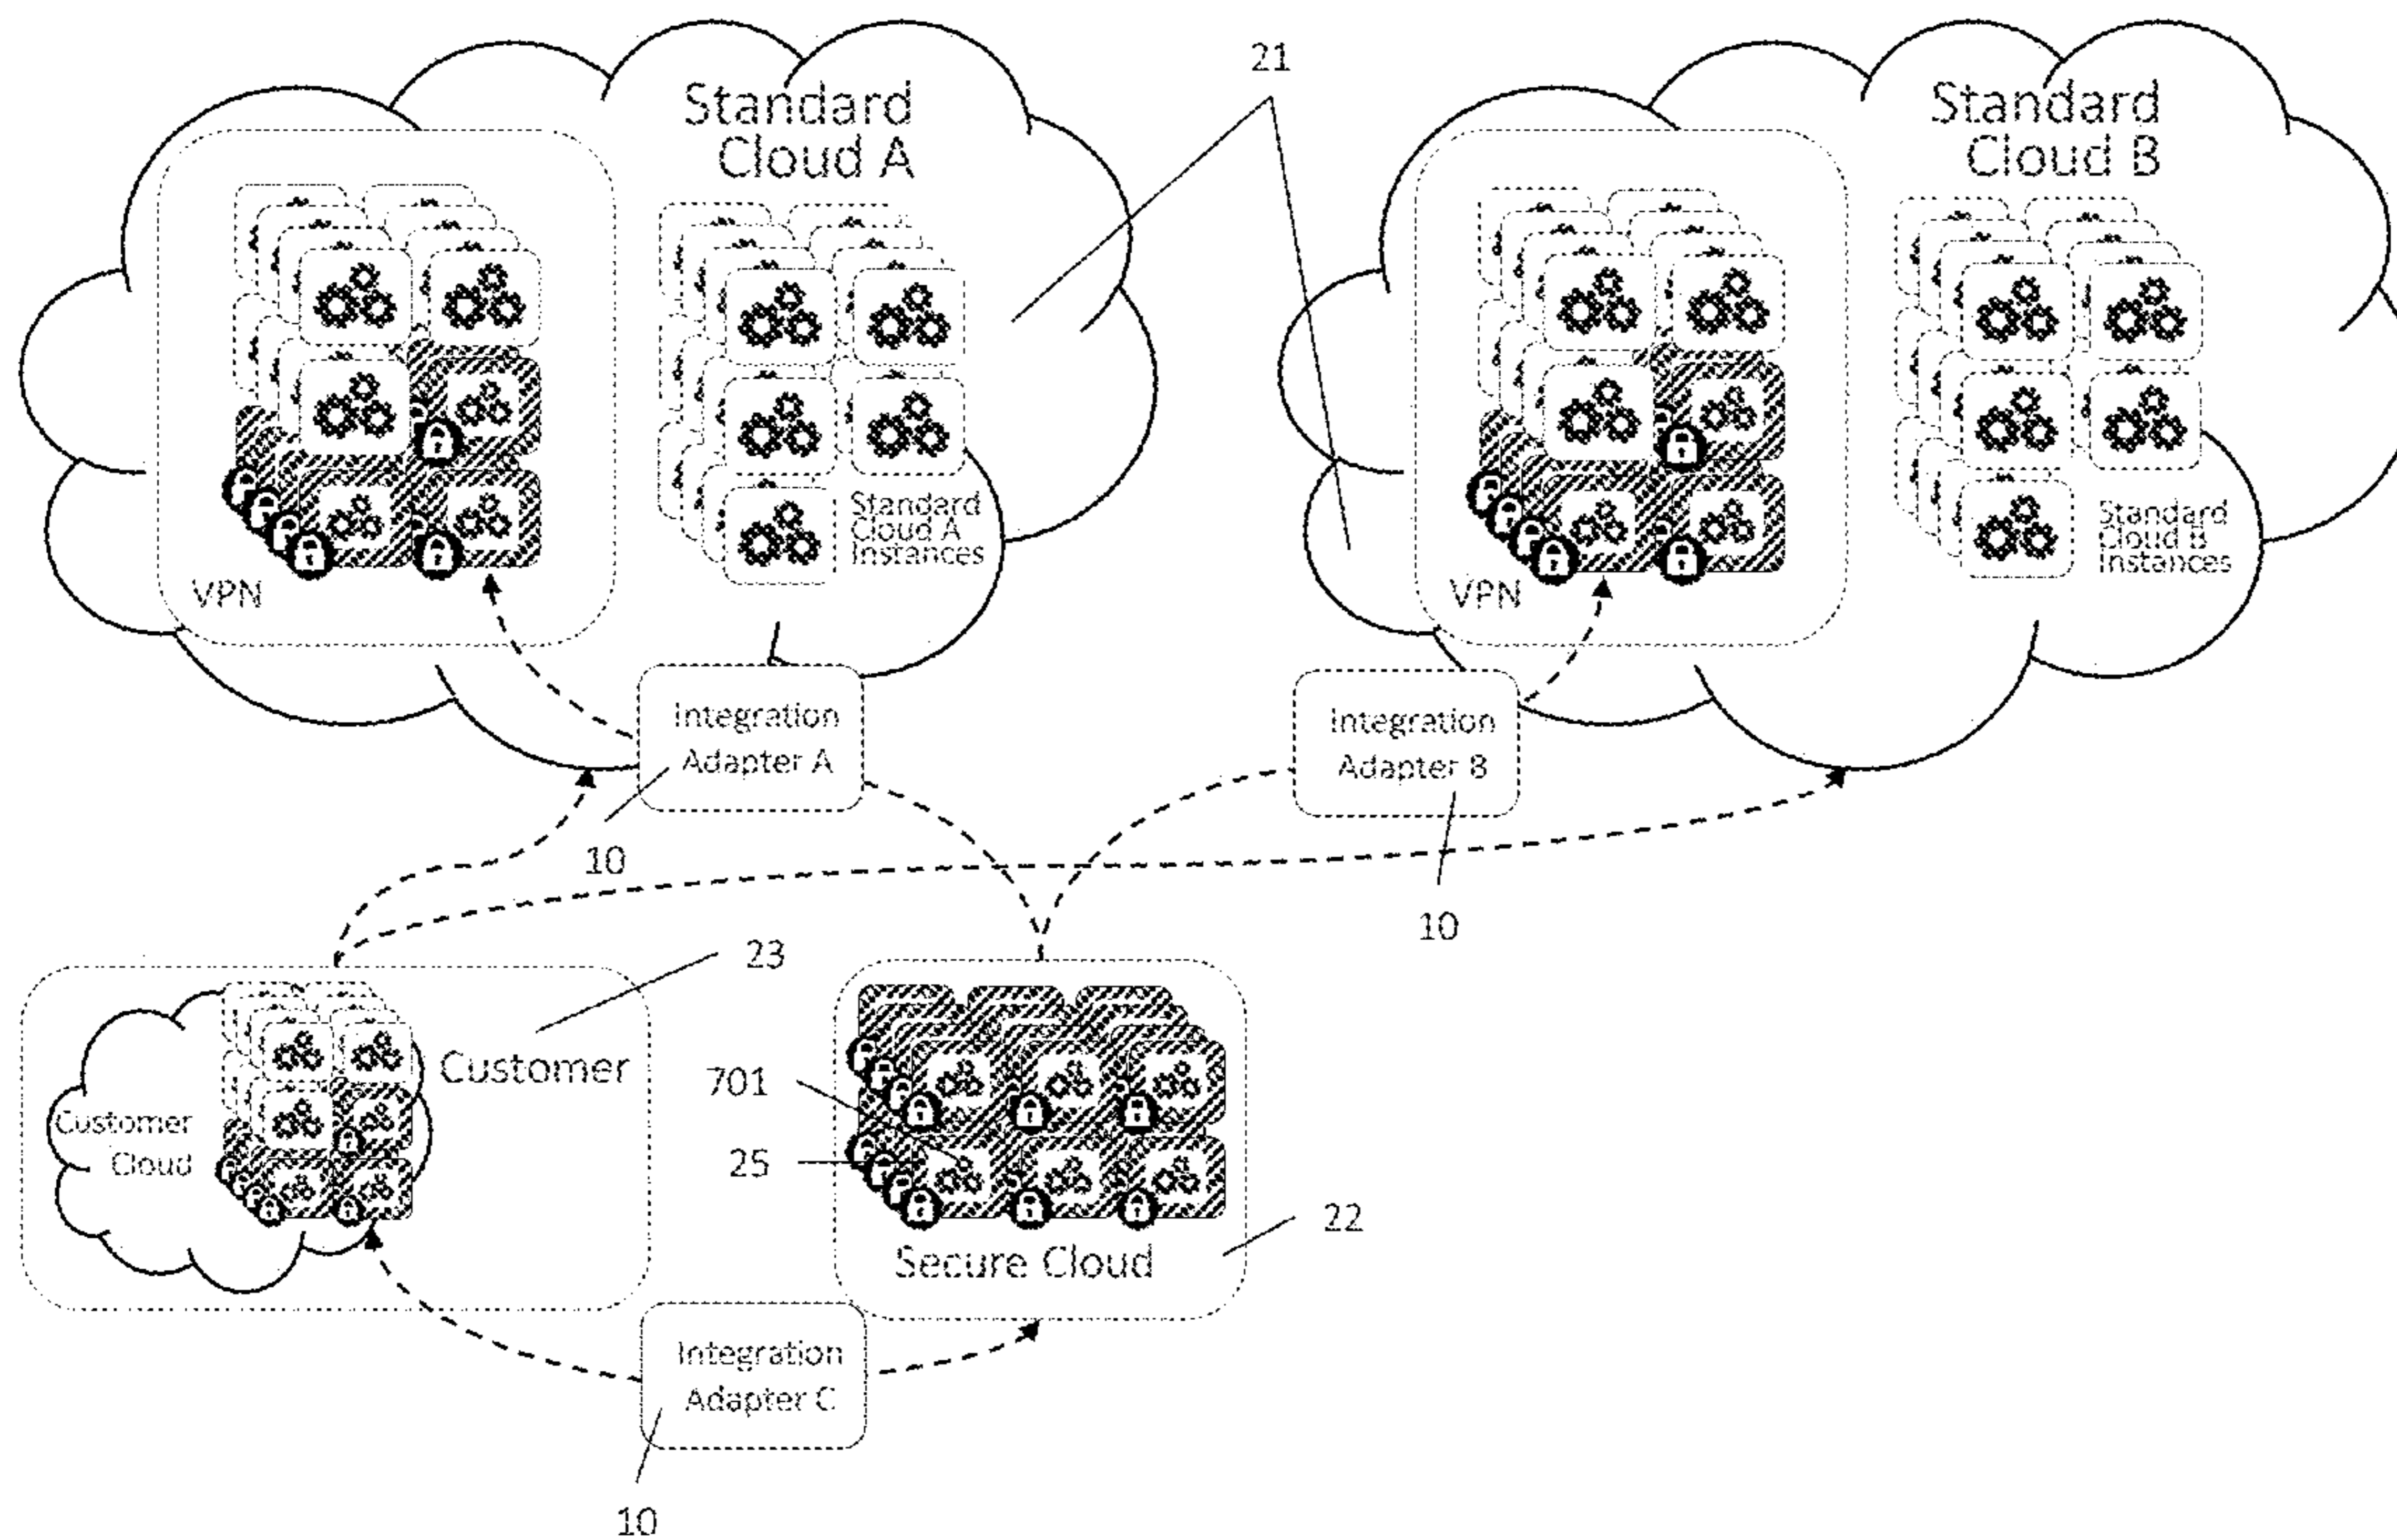 21
Standard
Cloud A
Standard
Cloud B
Standard
Cloud A
Instances
VPN
Standard
Cloud B
Instances
VPN
Integration
Adapter A
Integration
Adapter B
10
10
23
Customer
Customer
Cloud
701
25
22
Secure Cloud
Integration
Adapter C
10